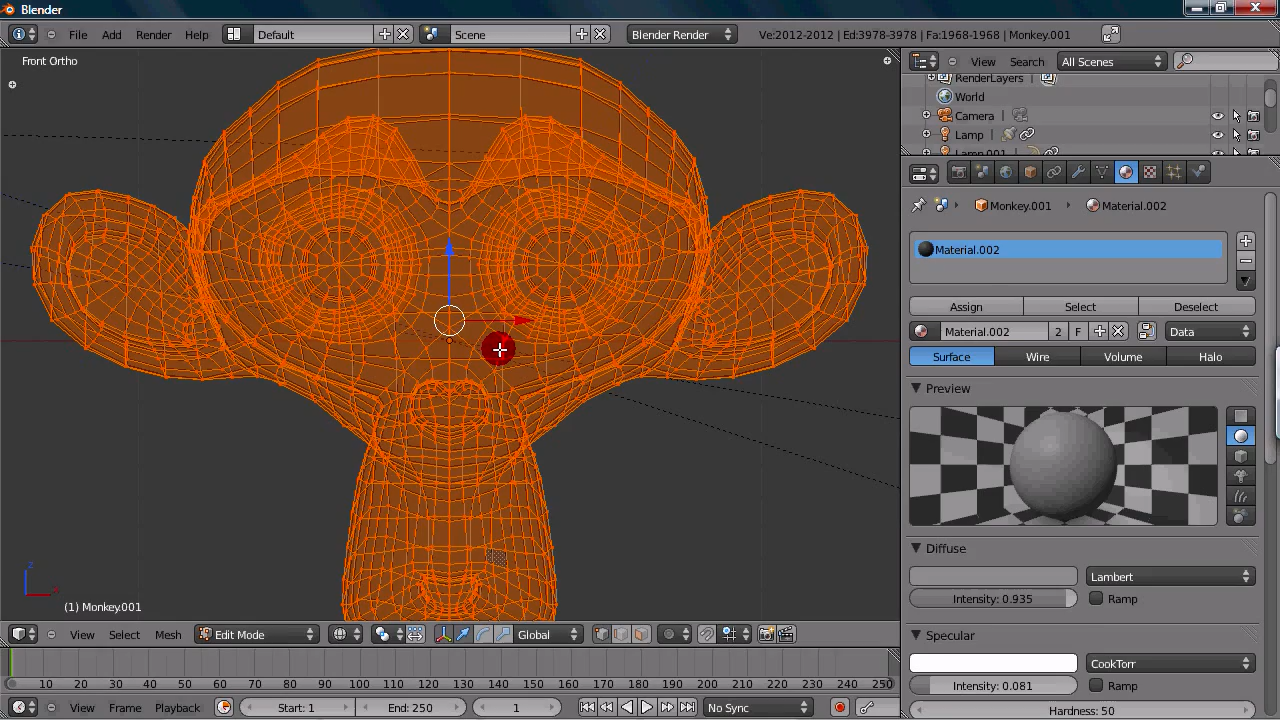 Blender
File Add Render Help Default Scene Blender Render Ve:2012-2012 | Ed:3978-3978 | Fa:1968-1968 | Monkey.001
Front Ortho
View Search All Scenes
RenderLayers
World
Camera
Lamp
Lamp.001
Monkey.001 Material.002
Material.002
Assign Select Deselect
Material.002 2 F Data
Surface Wire Volume Halo
Preview
Diffuse
Lambert
Intensity: 0.935 Ramp
Specular
CookTorr
Intensity: 0.081 Ramp
Hardness: 50
z
(1) Monkey.001
View Select Mesh Edit Mode Global
10 20 30 40 50 60 70 80 90 100 110 120 130 140 150 160 170 180 190 200 210 220 230 240 250
View Frame Playback Start: 1 End: 250 1 No Sync